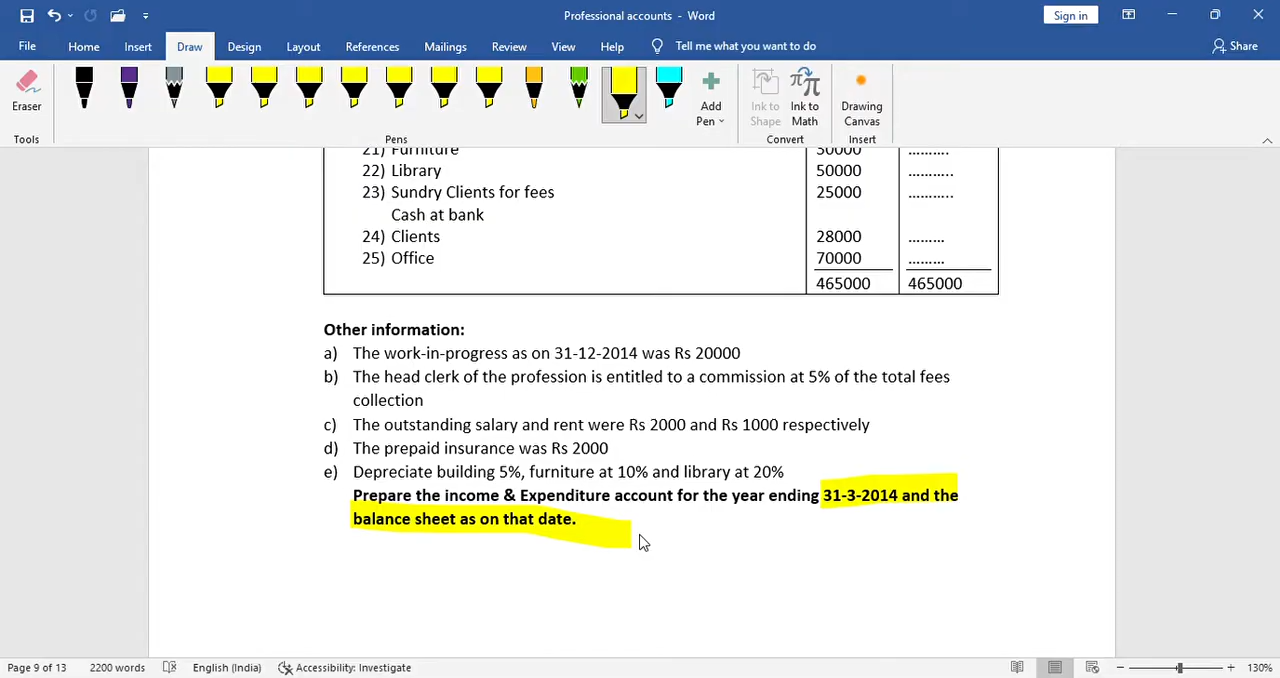 Professional accounts - Word
Sign in
File Home Insert Draw Design Layout References Mailings Review View Help Tell me what you want to do Share
Eraser
Add Pen
Ink to Shape
Ink to Math
Drawing Canvas
Tools Pens Convert Insert
21) Furniture 30000 ..........
22) Library 50000 ...........
23) Sundry Clients for fees 25000 ...........
Cash at bank
24) Clients 28000 .........
25) Office 70000 .........
465000 465000
Other information:
a) The work-in-progress as on 31-12-2014 was Rs 20000
b) The head clerk of the profession is entitled to a commission at 5% of the total fees
collection
c) The outstanding salary and rent were Rs 2000 and Rs 1000 respectively
d) The prepaid insurance was Rs 2000
e) Depreciate building 5%, furniture at 10% and library at 20%
Prepare the income & Expenditure account for the year ending 31-3-2014 and the
balance sheet as on that date.
Page 9 of 13 2200 words English (India) Accessibility: Investigate 130%